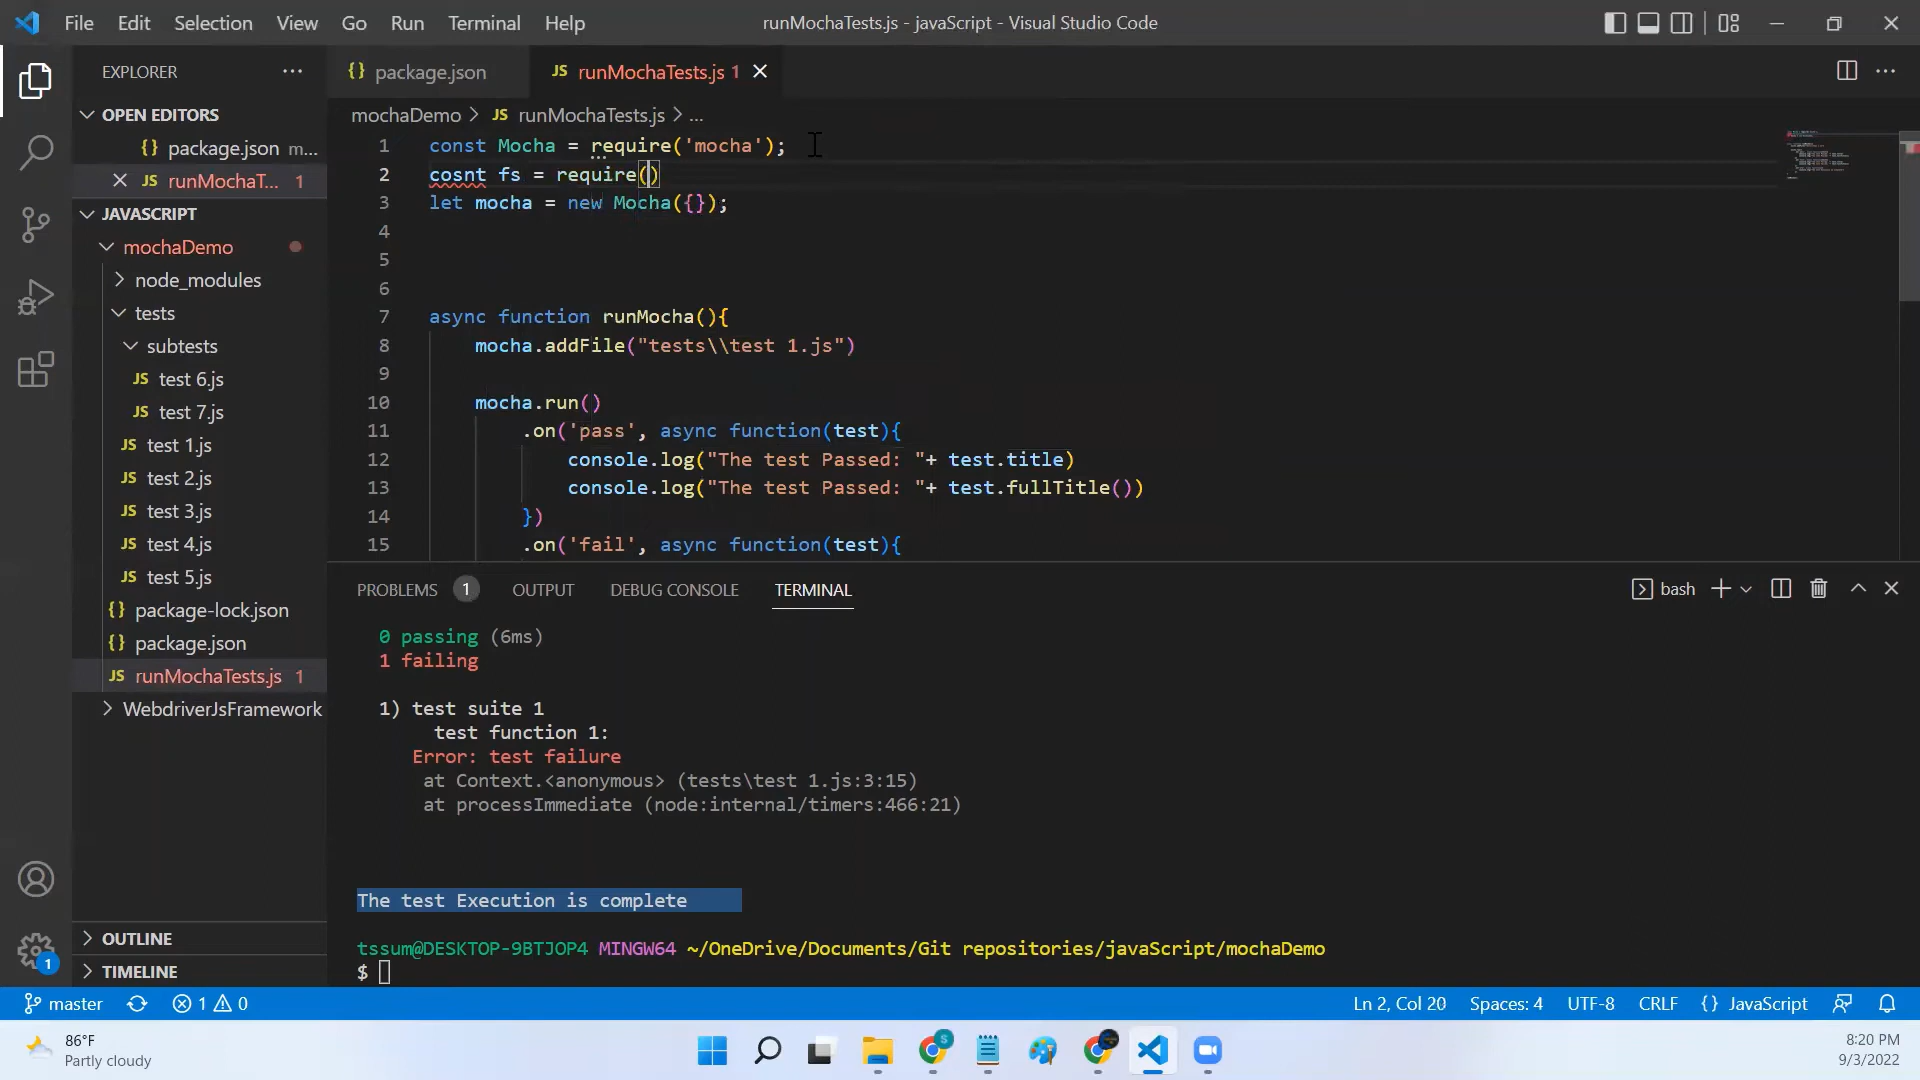 File Edit Selection View Go Run Terminal Help
runMochaTests.js - javaScript - Visual Studio Code
EXPLORER
OPEN EDITORS
{} package.json m...
JS runMochaT... 1
JAVASCRIPT
mochaDemo
node_modules
tests
subtests
JS test 6.js
JS test 7.js
JS test 1.js
JS test 2.js
JS test 3.js
JS test 4.js
JS test 5.js
{} package-lock.json
{} package.json
JS runMochaTests.js 1
WebdriverJsFramework
OUTLINE
TIMELINE
1
{} package.json
JS runMochaTests.js 1
mochaDemo > JS runMochaTests.js > ...
1 const Mocha = require('mocha');
2 cosnt fs = require()
3 let mocha = new Mocha({});
4
5
6
7 async function runMocha(){
8 mocha.addFile("tests\\test 1.js")
9
10 mocha.run()
11 .on('pass', async function(test){
12 console.log("The test Passed: "+ test.title)
13 console.log("The test Passed: "+ test.fullTitle())
14 })
15 .on('fail', async function(test){
PROBLEMS 1 OUTPUT DEBUG CONSOLE TERMINAL
bash
0 passing (6ms)
1 failing
1) test suite 1
test function 1:
Error: test failure
at Context.<anonymous> (tests\test 1.js:3:15)
at processImmediate (node:internal/timers:466:21)
The test Execution is complete
tssum@DESKTOP-9BTJOP4 MINGW64 ~/OneDrive/Documents/Git repositories/javaScript/mochaDemo
$
master 1 0
Ln 2, Col 20 Spaces: 4 UTF-8 CRLF {} JavaScript
86°F
Partly cloudy
S
8:20 PM
9/3/2022